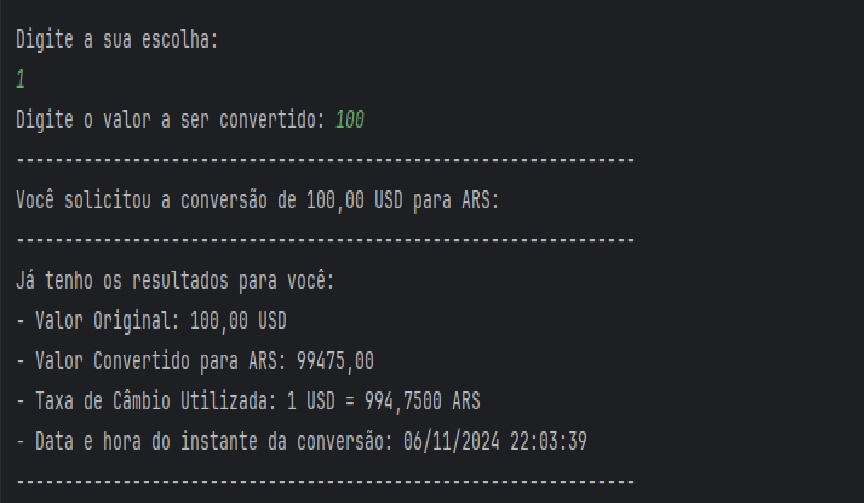 Digite a sua escolha:
1
Digite o valor a ser convertido: 100
----------------------------------------------------------------
Você solicitou a conversão de 100,00 USD para ARS:
----------------------------------------------------------------
Já tenho os resultados para você:
- Valor Original: 100,00 USD
- Valor Convertido para ARS: 99475,00
- Taxa de Câmbio Utilizada: 1 USD = 994,7500 ARS
- Data e hora do instante da conversão: 06/11/2024 22:03:39
----------------------------------------------------------------